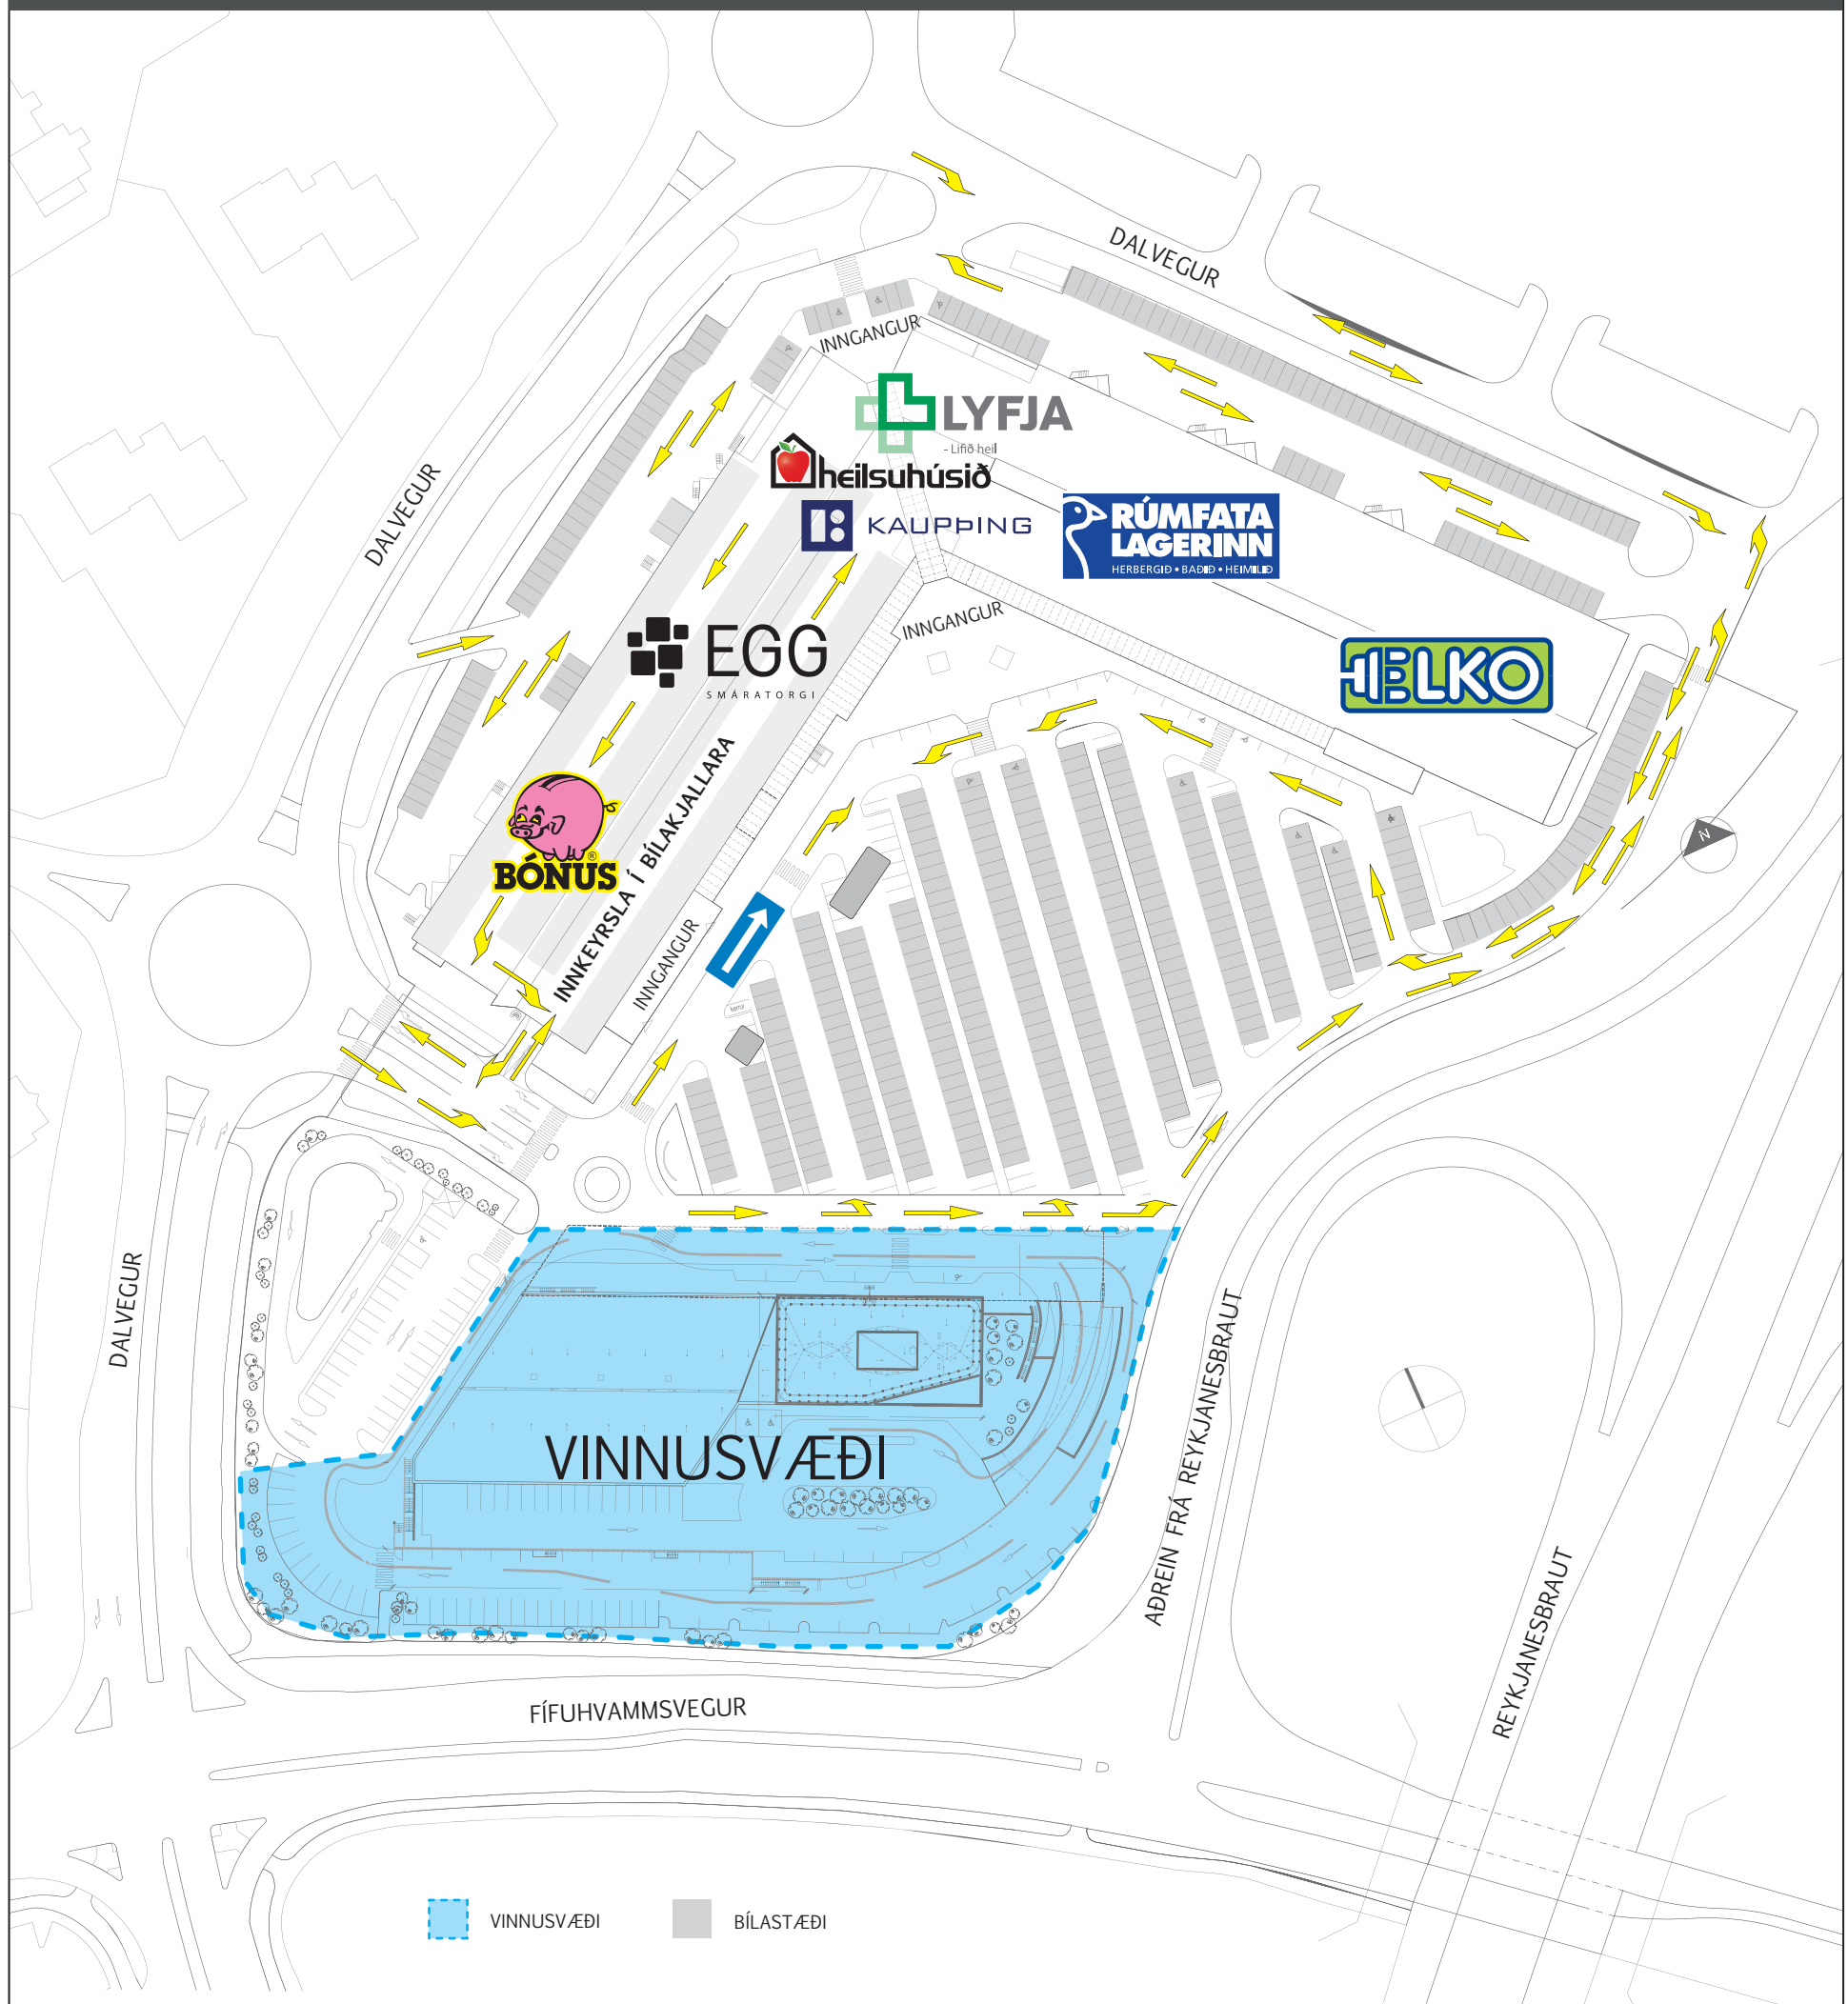 DALVEGUR
INNGANGUR
LYFJA
- Lifið heil
heilsuhúsið
KAUPÞING
RÚMFATA
LAGERINN
HERBERGIÐ • BAÐIÐ • HEIMILIÐ
DALVEGUR
INNGANGUR
EGG
SMÁRATORGI
ELKO
BÓNUS
®
INNKEYRSLA Í BÍLAKJALLARA
INNGANGUR
N
kerrur
DALVEGUR
VINNUSVÆÐI
AÐREIN FRÁ REYKJANESBRAUT
REYKJANESBRAUT
FÍFUHVAMMSVEGUR
VINNUSVÆÐI
BÍLASTÆÐI